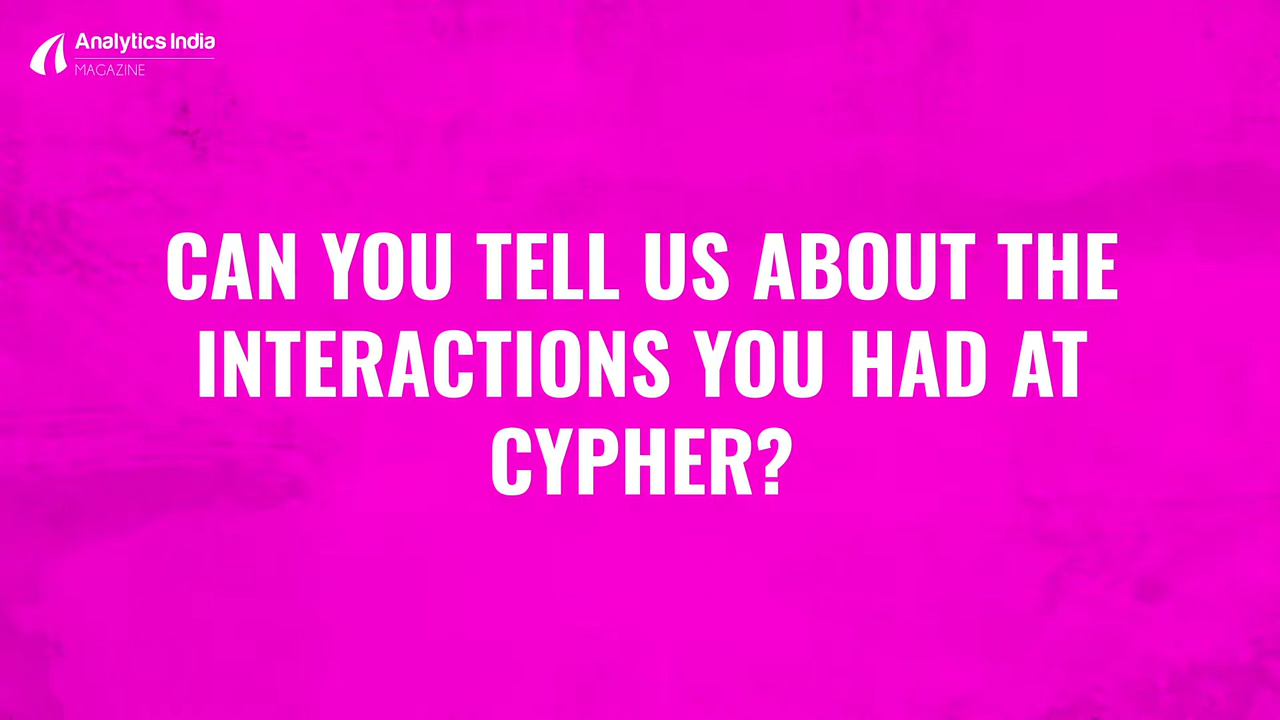 Analytics India
MAGAZINE
CAN YOU TELL US ABOUT THE
INTERACTIONS YOU HAD AT
CYPHER?